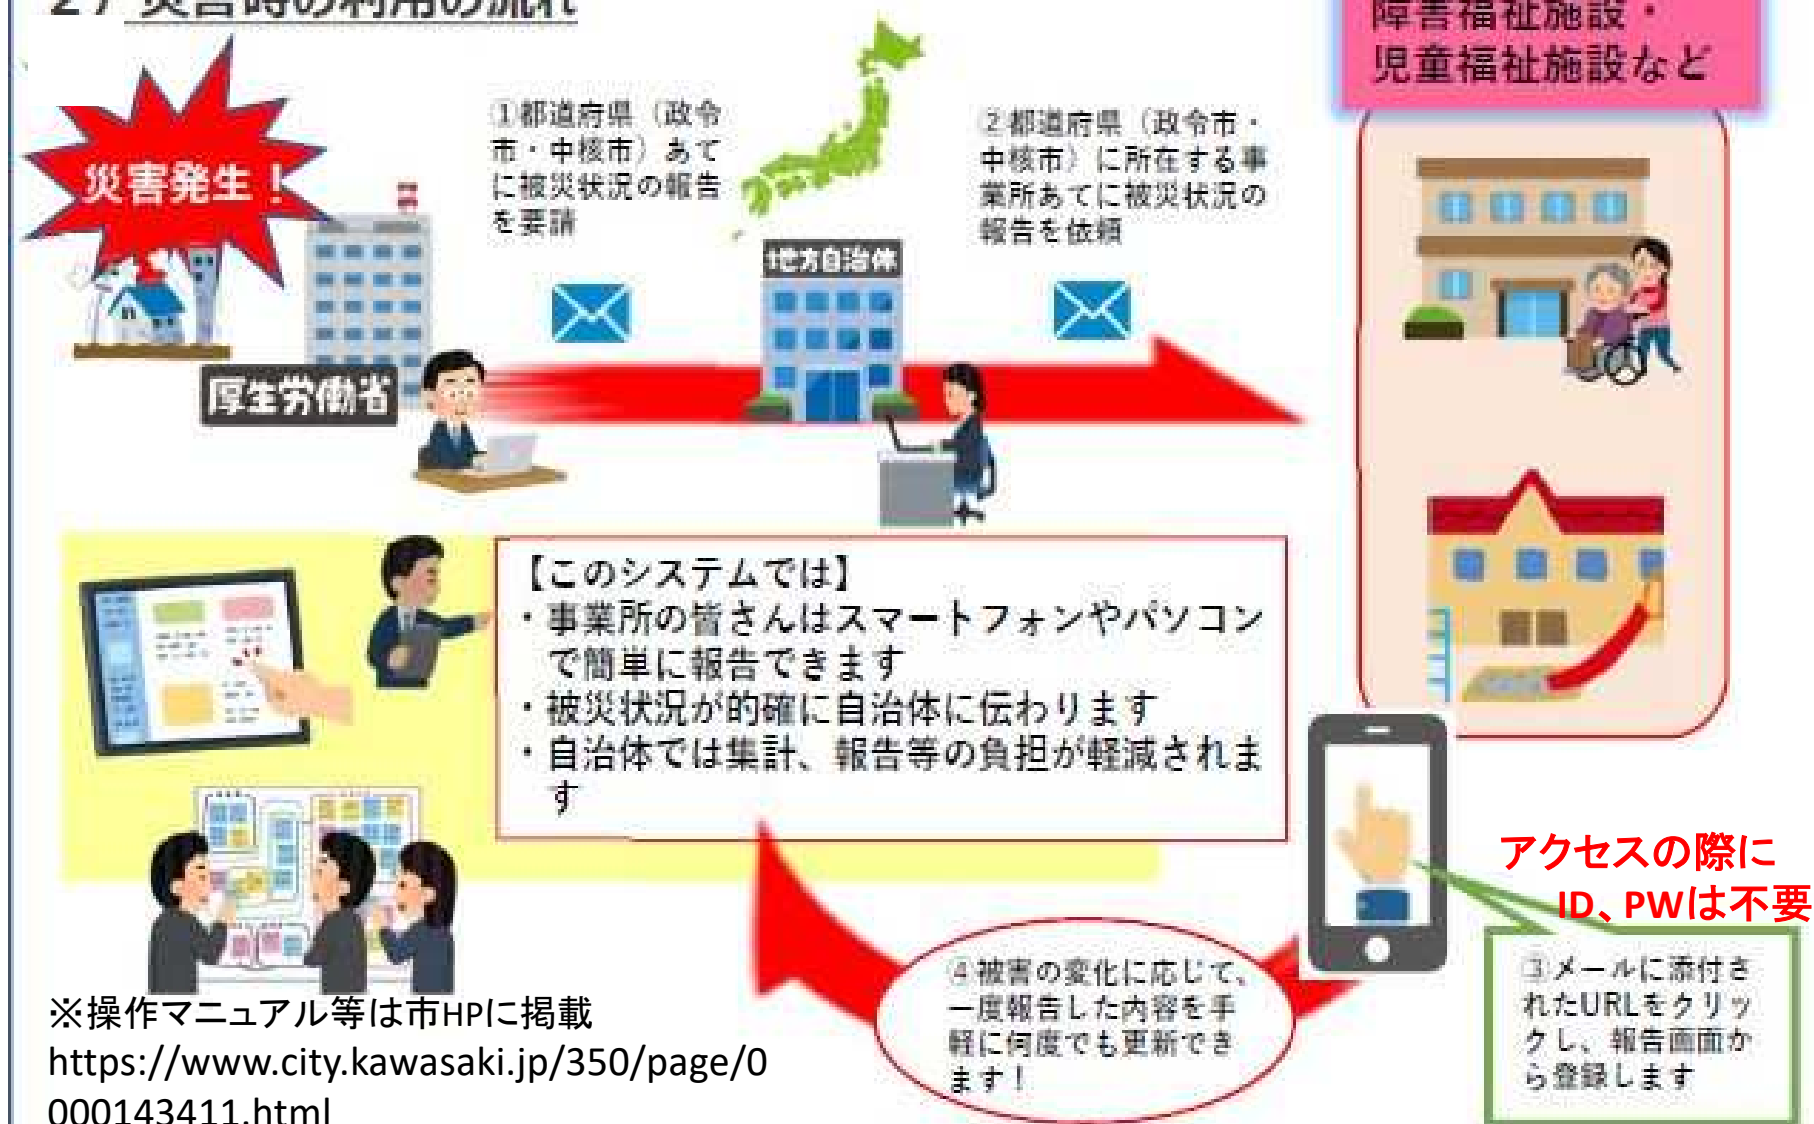 2) 災害時の利用の流れ
障害福祉施設・
児童福祉施設など
災害発生！
①都道府県（政令
市・中核市）あて
に被災状況の報告
を要請
②都道府県（政令市・
中核市）に所在する事
業所あてに被災状況の
報告を依頼
地方自治体
厚生労働省
【このシステムでは】
・事業所の皆さんはスマートフォンやパソコン
で簡単に報告できます
・被災状況が的確に自治体に伝わります
・自治体では集計、報告等の負担が軽減されま
す
アクセスの際に
ID、PWは不要
③メールに添付さ
れたURLをクリッ
クし、報告画面か
ら登録します
④被害の変化に応じて、
一度報告した内容を手
軽に何度でも更新でき
ます！
※操作マニュアル等は市HPに掲載
https://www.city.kawasaki.jp/350/page/0
000143411.html